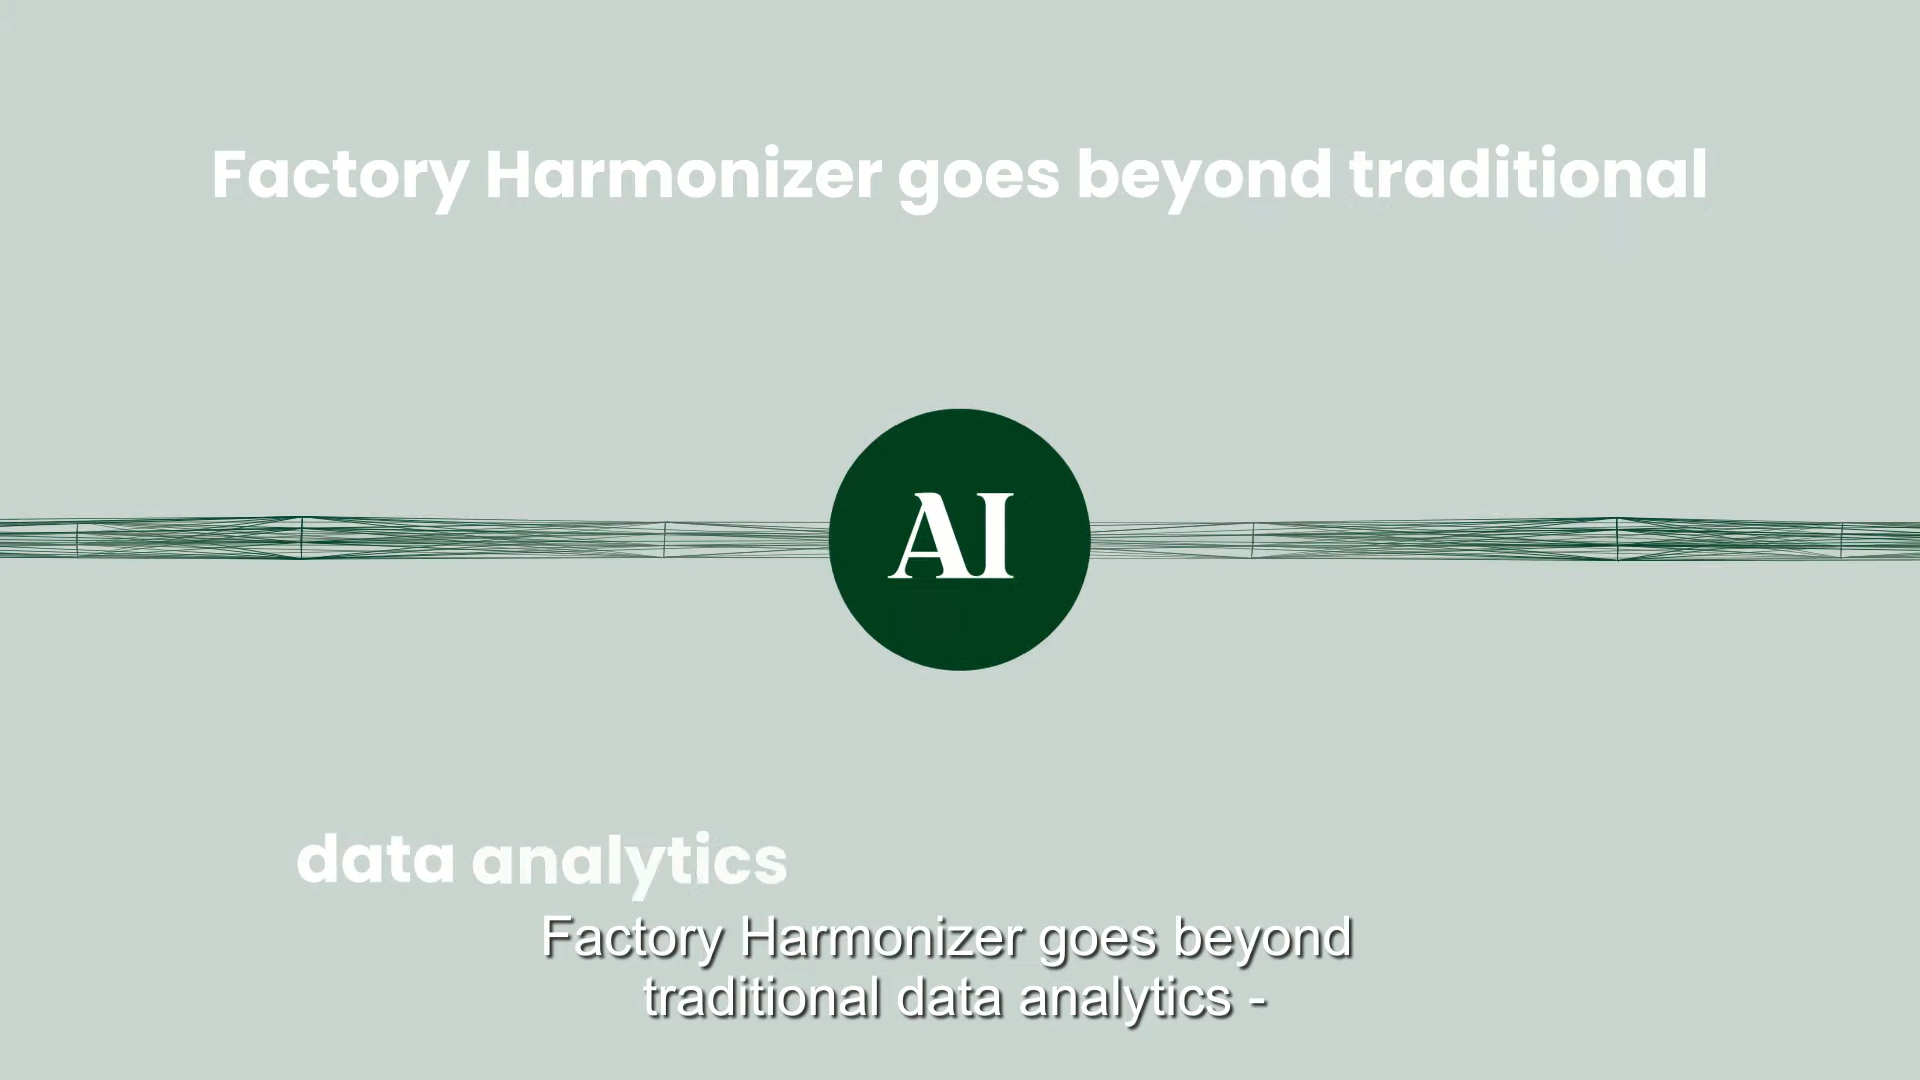 Factory Harmonizer goes beyond traditional
AI
data analytics
Factory Harmonizer goes beyond
traditional data analytics -